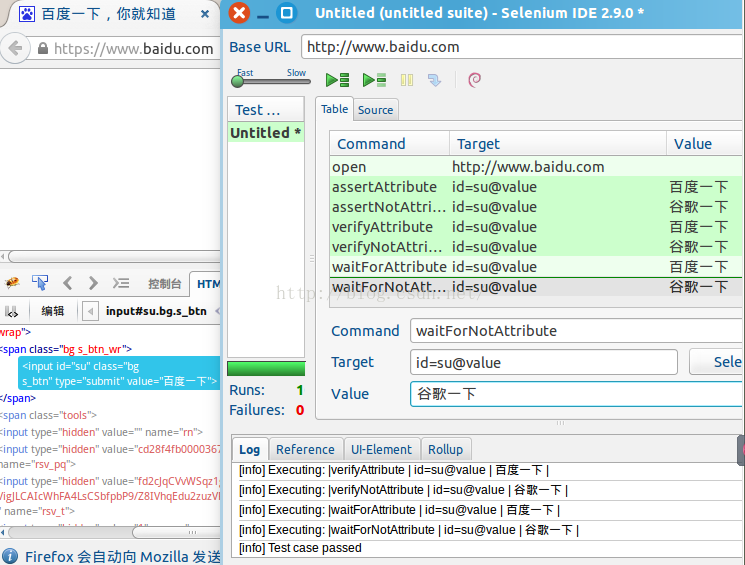 百度一下，你就知道
https://www.baidu.com
控制台
HTM
编辑
input#su.bg.s_btn
wrap">
<span class="bg s_btn_wr">
<input id="su" class="bg
s_btn" type="submit" value="百度一下">
</span>
<span class="tools">
<input type="hidden" value="" name="rn">
<input type="hidden" value="cd28f4fb0000367
name="rsv_pq">
<input type="hidden" value="fd2cJqCVvWSqz1g
" name="rsv_t">
Firefox 会自动向 Mozilla 发送
Untitled (untitled suite) - Selenium IDE 2.9.0 *
Base URL http://www.baidu.com
Fast Slow
Test ...
Untitled *
Runs: 1
Failures: 0
Table Source
Command Target Value
open http://www.baidu.com
assertAttribute id=su@value 百度一下
assertNotAttri... id=su@value 谷歌一下
verifyAttribute id=su@value 百度一下
verifyNotAttri... id=su@value 谷歌一下
waitForAttribute id=su@value 百度一下
waitForNotAtt... id=su@value 谷歌一下
http://blog.csdn.net/
Command waitForNotAttribute
Target id=su@value Sele
Value 谷歌一下
Log Reference UI-Element Rollup
[info] Executing: |verifyAttribute | id=su@value | 百度一下 |
[info] Executing: |verifyNotAttribute | id=su@value | 谷歌一下 |
[info] Executing: |waitForAttribute | id=su@value | 百度一下 |
[info] Executing: |waitForNotAttribute | id=su@value | 谷歌一下 |
[info] Test case passed